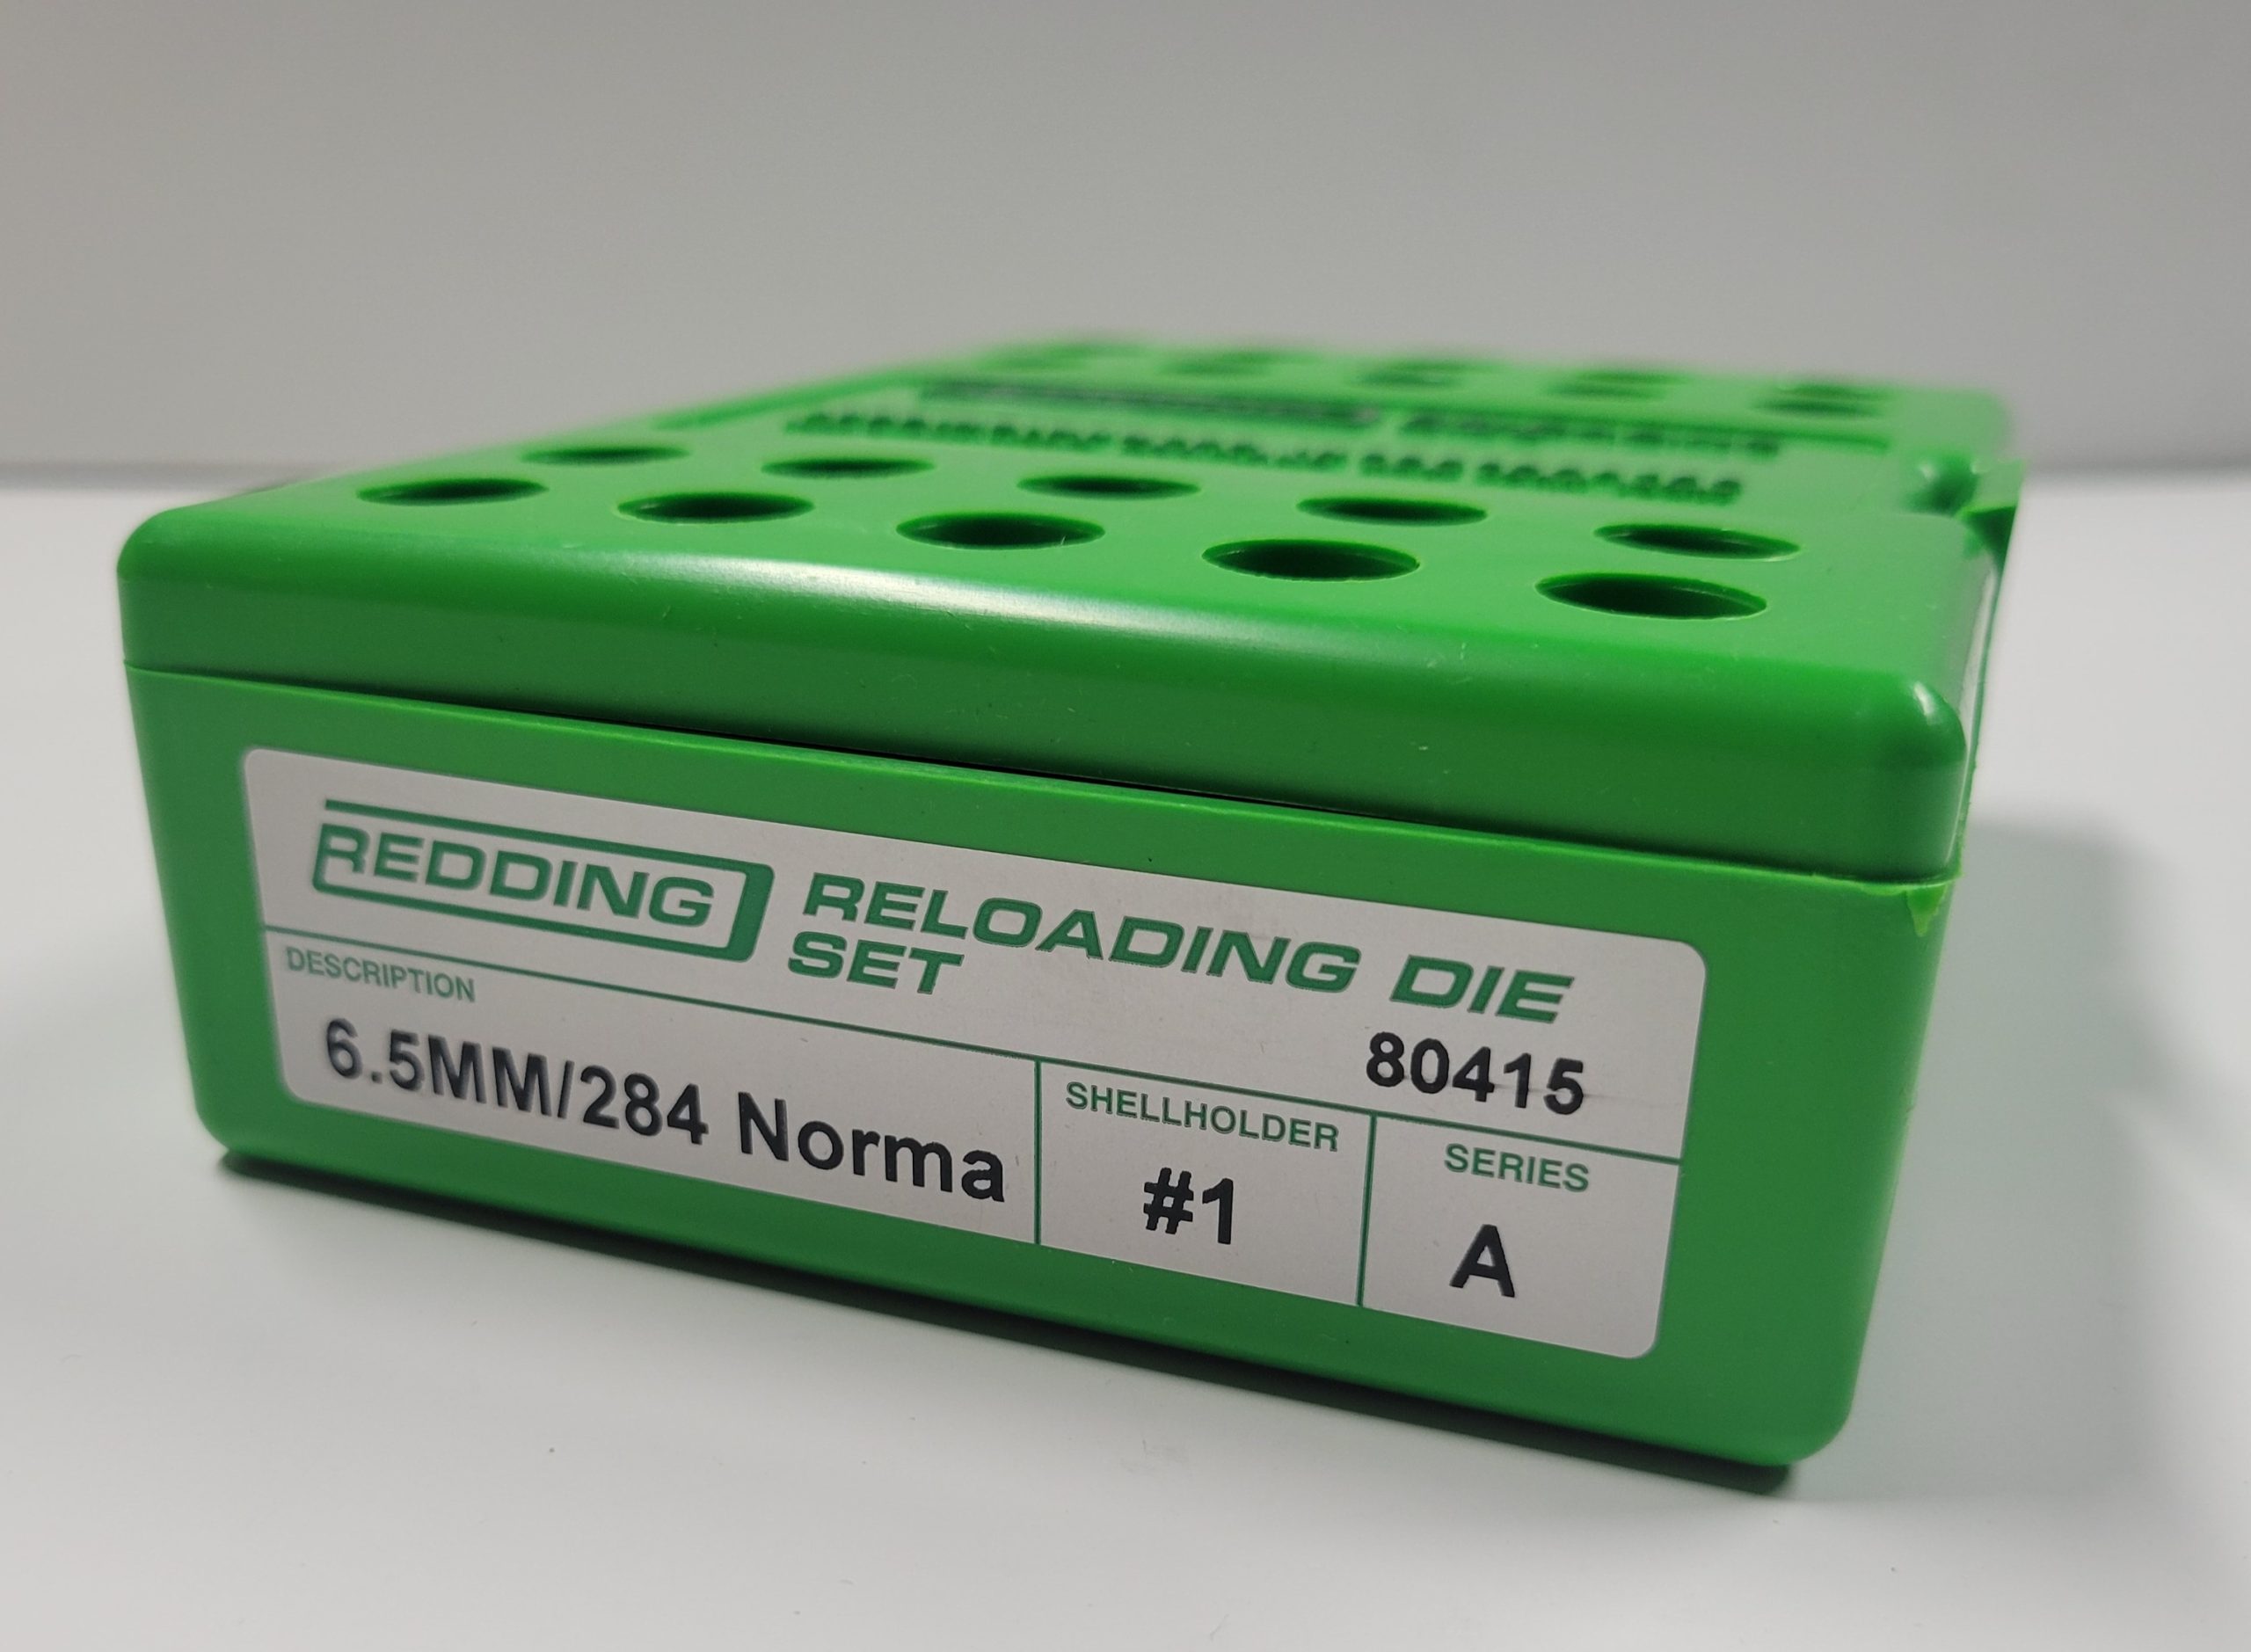 REDDING RELOADING DIE
SET
80415
DESCRIPTION
6.5MM/284 Norma
SHELLHOLDER
#1
SERIES
A